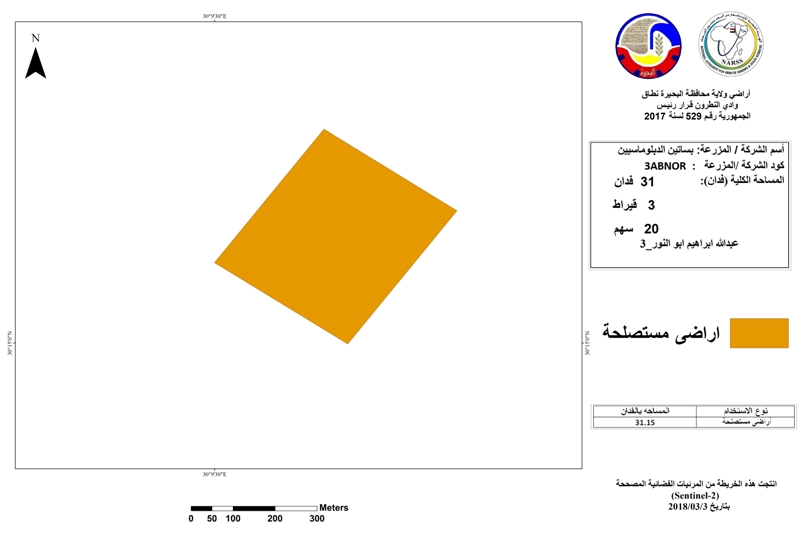 30°9'30"E
N
NARSS
أراضي ولاية محافظة البحيرة نطاق
وادي النطرون قرار رئيس
الجمهورية رقم 529 لسنة 2017
أسم الشركة / المزرعة: بساتين الدبلوماسيين
كود الشركة /المزرعة : 3ABNOR
المساحة الكلية (فدان): 31 فدان
3 قيراط
20 سهم
عبدالله ابراهيم ابو النور_3
30°15'0"N
30°15'0"N
اراضى مستصلحة
نوع الاستخدام المساحه بالفدان
أراضي مستصلحة 31.15
30°9'30"E
انتجت هذه الخريطة من المرئيات الفضائية المصححة
(Sentinel-2)
بتاريخ 2018/03/3
Meters
0 50 100 200 300